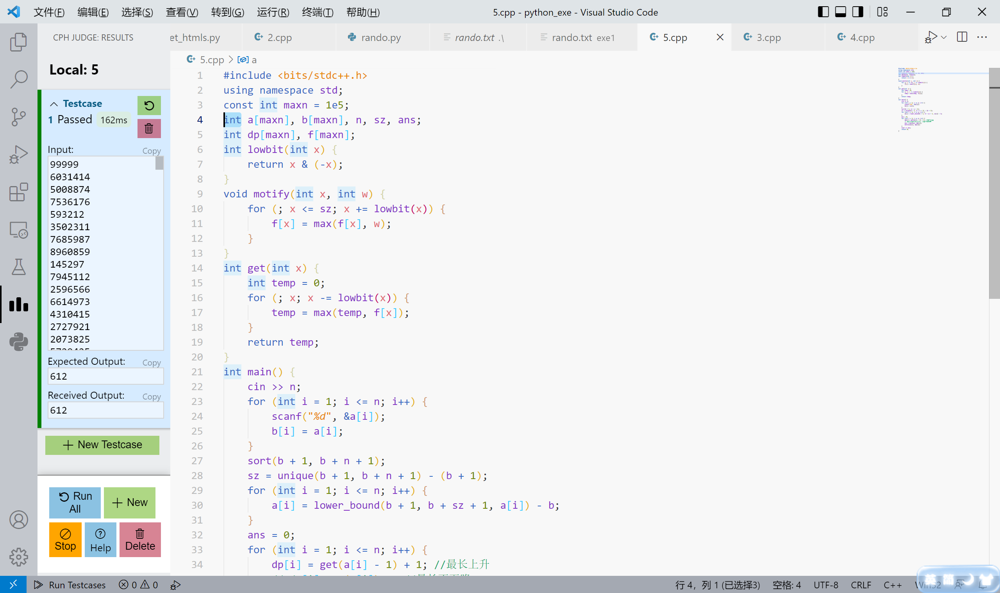 文件(F) 编辑(E) 选择(S) 查看(V) 转到(G) 运行(R) 终端(T) 帮助(H) 5.cpp - python_exe - Visual Studio Code
CPH JUDGE: RESULTS
et_htmls.py 2.cpp rando.py rando.txt .\ rando.txt exe1 5.cpp 3.cpp 4.cpp
Local: 5
Testcase
1 Passed 162ms
Input: Copy
99999
6031414
5008874
7536176
593212
3502311
7685987
8960859
145297
7945112
2596566
6614973
4310415
2727921
2073825
Expected Output: Copy
612
Received Output: Copy
612
New Testcase
Run All
New
Stop
Help
Delete
5.cpp > a
1 #include <bits/stdc++.h>
2 using namespace std;
3 const int maxn = 1e5;
4 int a[maxn], b[maxn], n, sz, ans;
5 int dp[maxn], f[maxn];
6 int lowbit(int x) {
7 return x & (-x);
8 }
9 void motify(int x, int w) {
10 for (; x <= sz; x += lowbit(x)) {
11 f[x] = max(f[x], w);
12 }
13 }
14 int get(int x) {
15 int temp = 0;
16 for (; x; x -= lowbit(x)) {
17 temp = max(temp, f[x]);
18 }
19 return temp;
20 }
21 int main() {
22 cin >> n;
23 for (int i = 1; i <= n; i++) {
24 scanf("%d", &a[i]);
25 b[i] = a[i];
26 }
27 sort(b + 1, b + n + 1);
28 sz = unique(b + 1, b + n + 1) - (b + 1);
29 for (int i = 1; i <= n; i++) {
30 a[i] = lower_bound(b + 1, b + sz + 1, a[i]) - b;
31 }
32 ans = 0;
33 for (int i = 1; i <= n; i++) {
34 dp[i] = get(a[i] - 1) + 1; //最长上升
Run Testcases 0 0 行 4，列 1 (已选择3) 空格: 4 UTF-8 CRLF C++ Win32
英 简